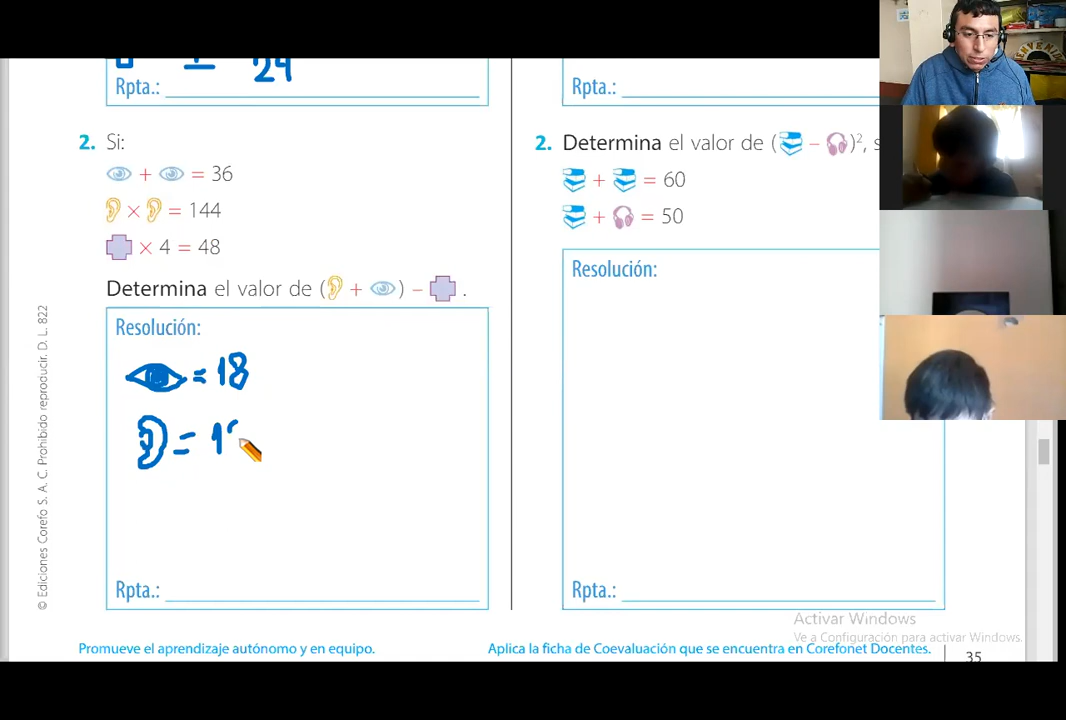 24
Rpta.:
2. Si:
+ = 36
× = 144
× 4 = 48
Determina el valor de ( + ) - .
Resolución:
= 18
= 1
Rpta.:
© Ediciones Corefo S. A. C. Prohibido reproducir. D. L. 822
Promueve el aprendizaje autónomo y en equipo.
Rpta.:
2. Determina el valor de ( - )², s
+ = 60
+ = 50
Resolución:
Rpta.:
Activar Windows
Ve a Configuración para activar Windows.
Aplica la ficha de Coevaluación que se encuentra en Corefonet Docentes.
35